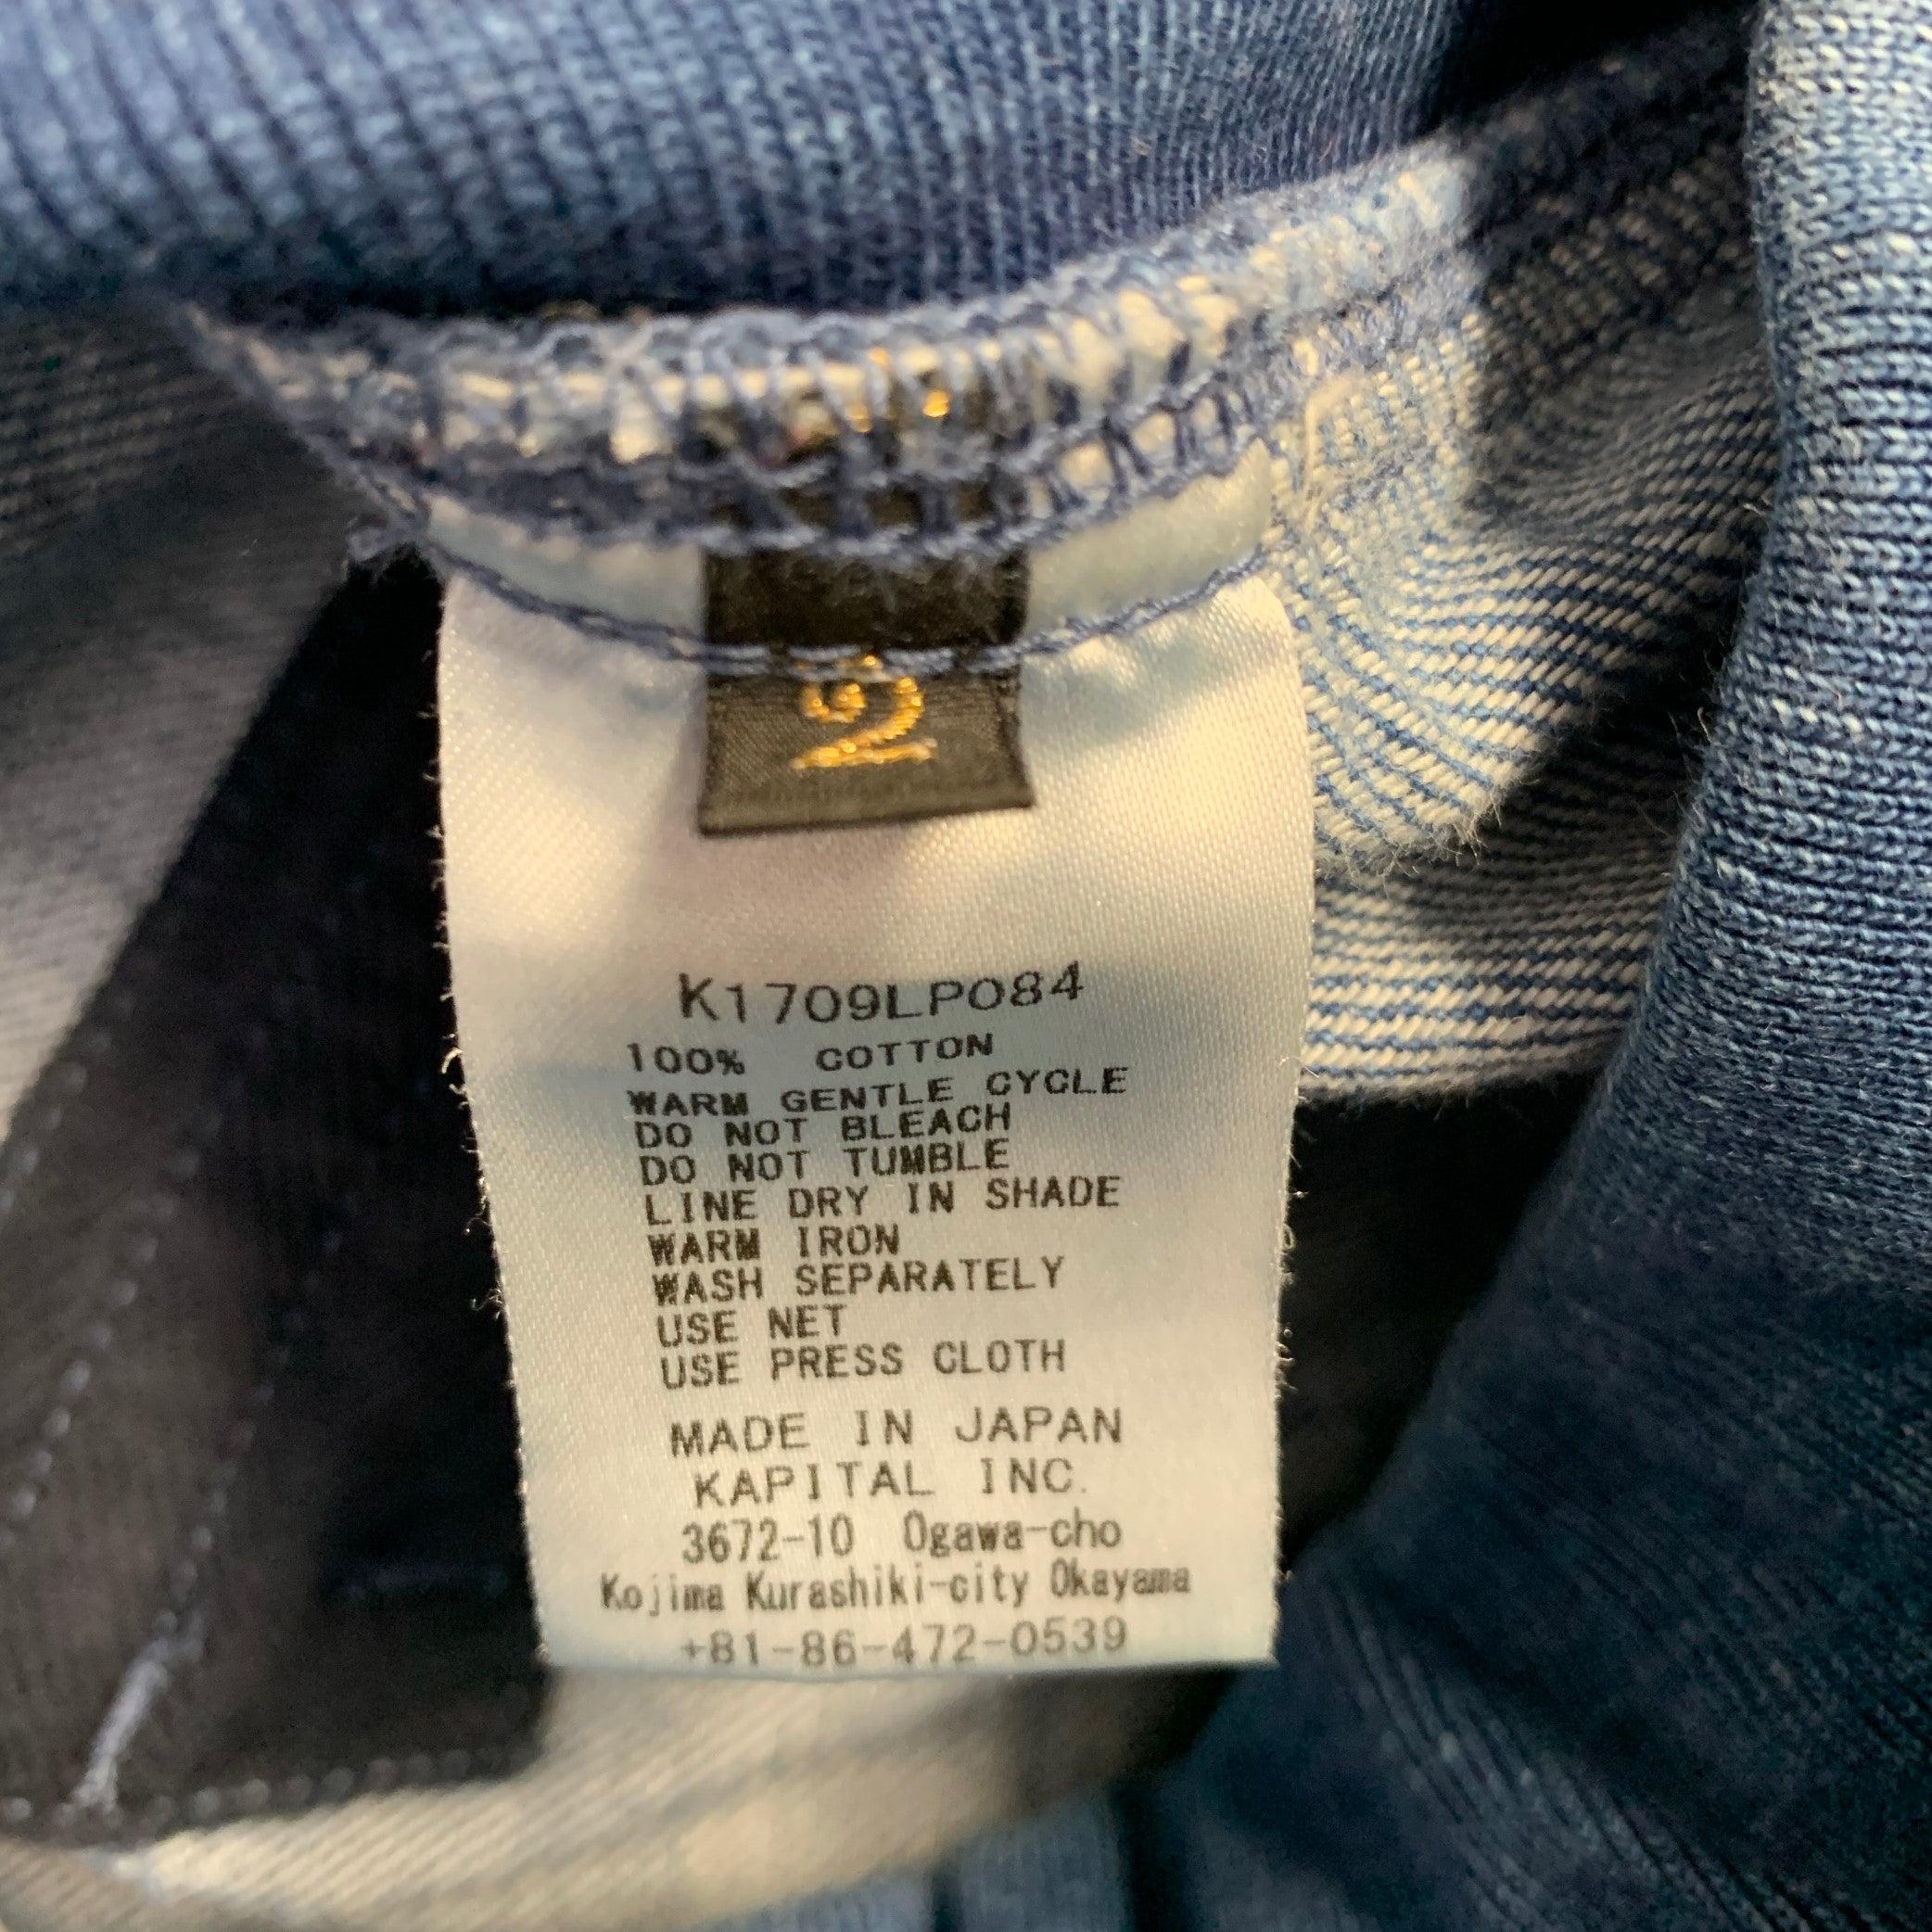 2
K1709LP084
100% COTTON
WARM GENTLE CYCLE
DO NOT BLEACH
DO NOT TUMBLE
LINE DRY IN SHADE
WARM IRON
WASH SEPARATELY
USE NET
USE PRESS CLOTH
MADE IN JAPAN
KAPITAL INC.
3672-10 Ogawa-cho
Kojima Kurashiki-city Okayama
+81-86-472-0539